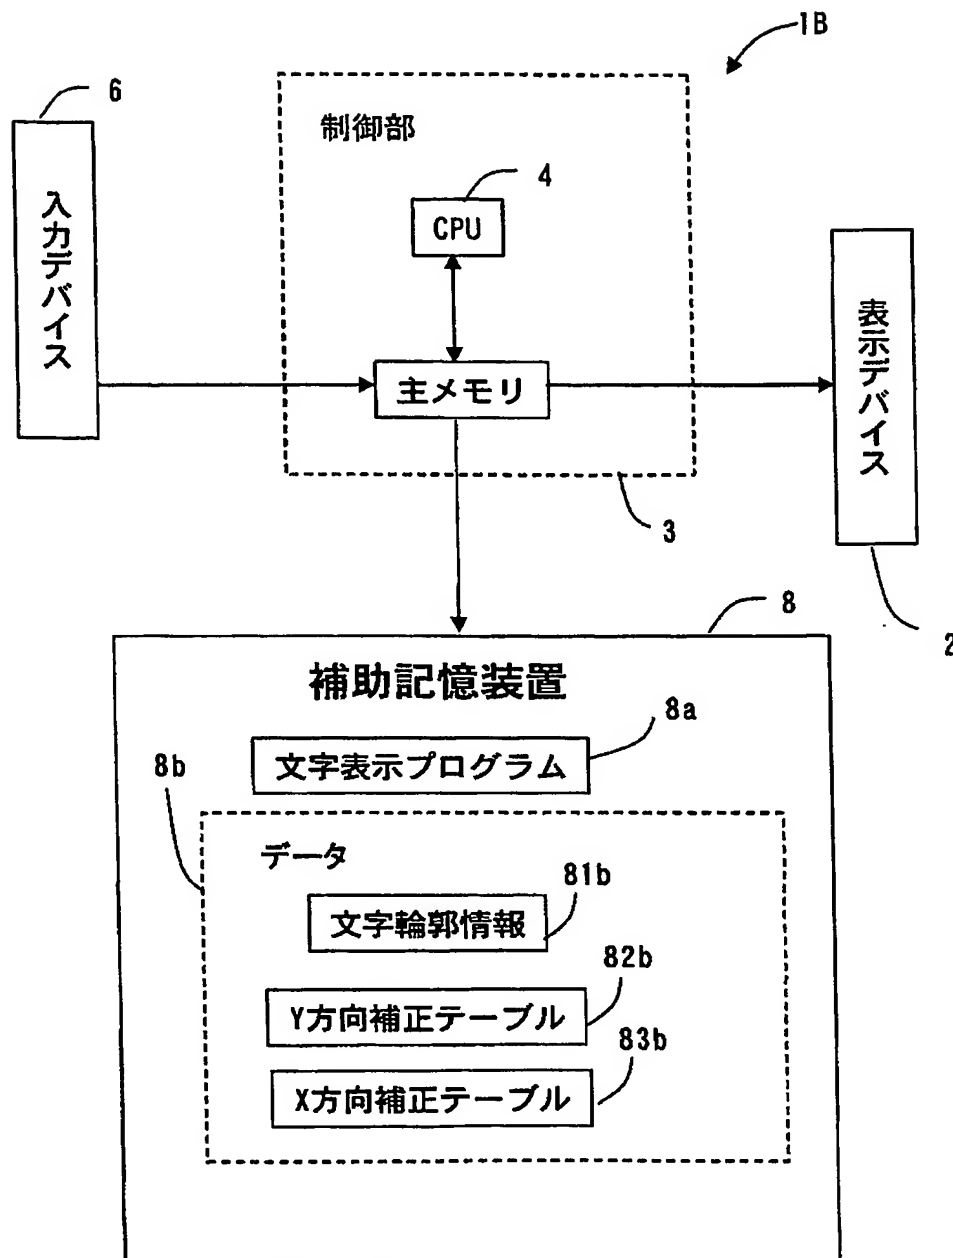 1B
6
制御部
4
CPU
入力デバイス
主メモリ
表示デバイス
3
2
8
補助記憶装置
8a
文字表示プログラム
8b
データ
81b
文字輪郭情報
82b
Y方向補正テーブル
83b
X方向補正テーブル